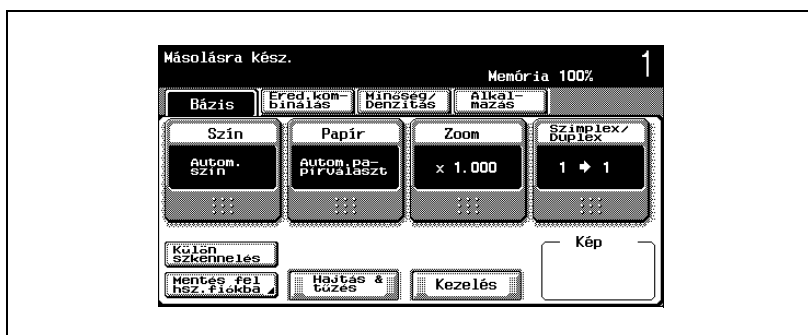 Másolásra kész.
Memória 100%
1
Bázis
Ered.kom-
binálás
Minőség/
Denzitás
Alkal-
mazás
Szín
Papír
Zoom
Szimplex/
Duplex
Autom.
szín
Autom.pa-
pírválaszt
× 1.000
1 → 1
Külön
szkennelés
Kép
Mentés fel
hsz.fiókba
Hajtás &
tűzés
Kezelés